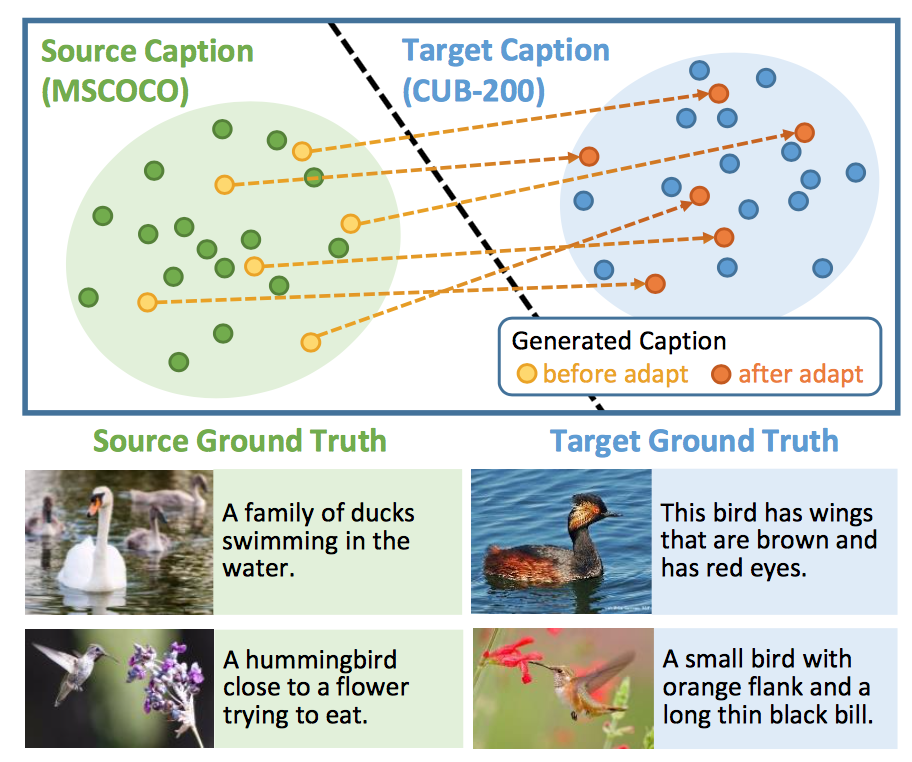 Source Caption
(MSCOCO)
Target Caption
(CUB-200)
Generated Caption
before adapt
after adapt
Source Ground Truth
Target Ground Truth
A family of ducks
swimming in the
water.
This bird has wings
that are brown and
has red eyes.
A hummingbird
close to a flower
trying to eat.
A small bird with
orange flank and a
long thin black bill.